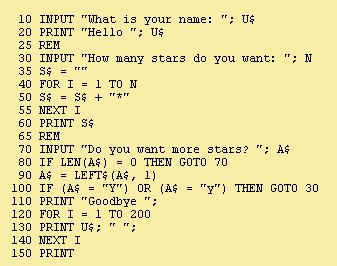 10 INPUT "What is your name: "; U$
20 PRINT "Hello "; U$
25 REM
30 INPUT "How many stars do you want: "; N
35 S$ = ""
40 FOR I = 1 TO N
50 S$ = S$ + "*"
55 NEXT I
60 PRINT S$
65 REM
70 INPUT "Do you want more stars? "; A$
80 IF LEN(A$) = 0 THEN GOTO 70
90 A$ = LEFT$(A$, 1)
100 IF (A$ = "Y") OR (A$ = "y") THEN GOTO 30
110 PRINT "Goodbye ";
120 FOR I = 1 TO 200
130 PRINT U$; " ";
140 NEXT I
150 PRINT